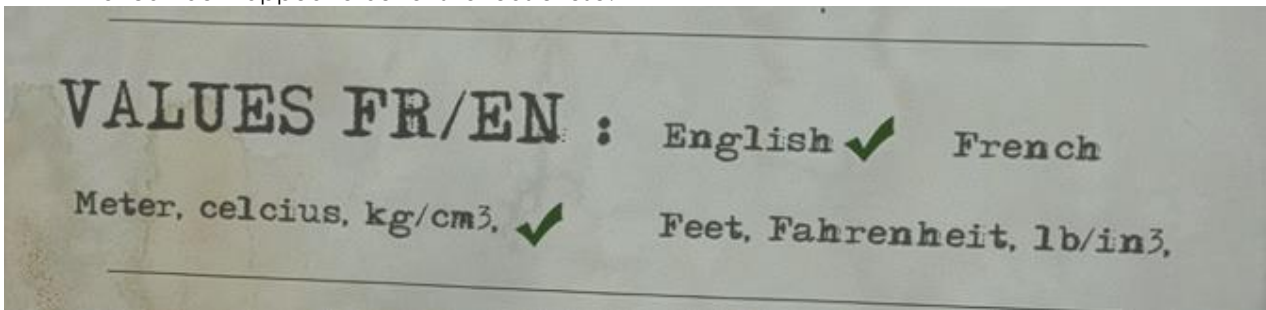 VALUES FR/EN : English ✓ French
Meter, celcius, kg/cm3, ✓ Feet, Fahrenheit, lb/in3,